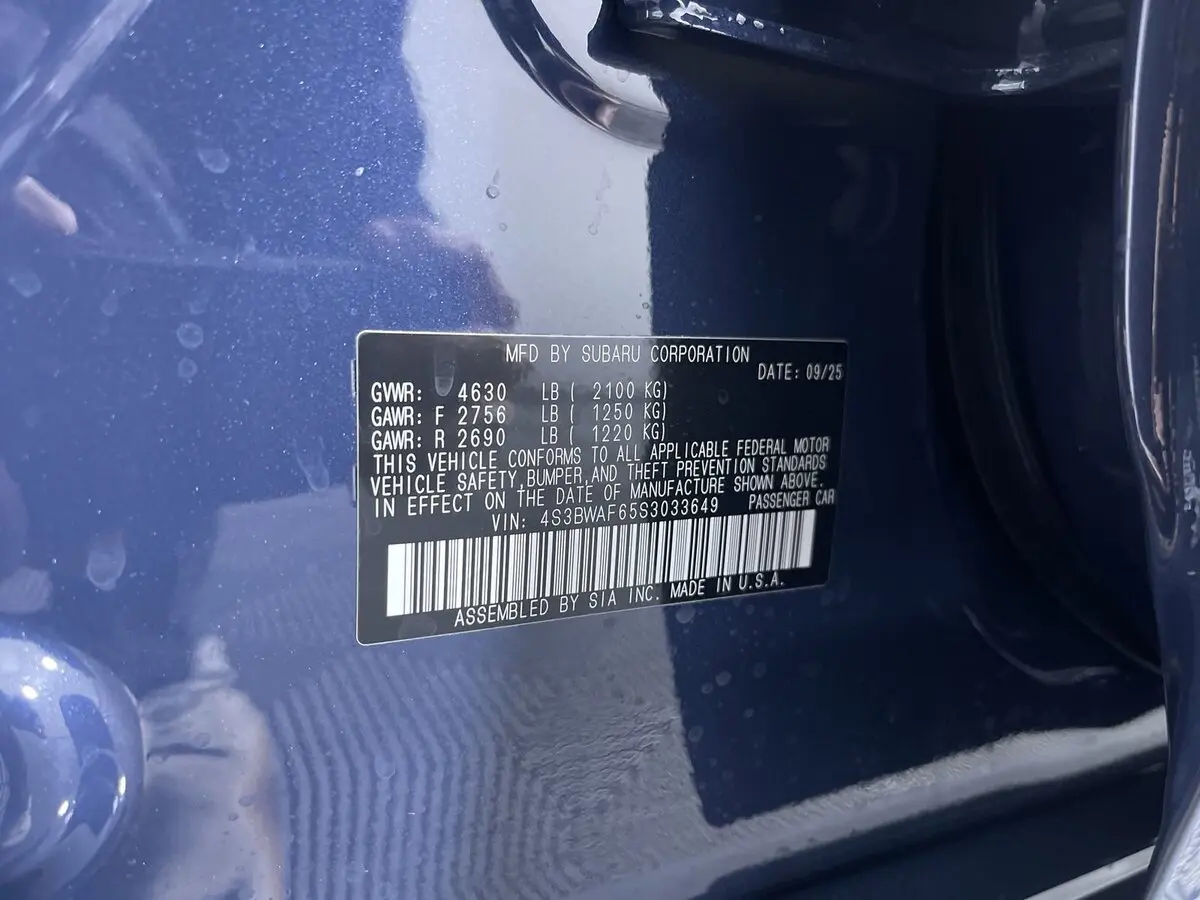 MFD BY SUBARU CORPORATION
DATE: 09/25
GVWR: 4630 LB ( 2100 KG)
GAWR: F 2756 LB ( 1250 KG)
GAWR: R 2690 LB ( 1220 KG)
THIS VEHICLE CONFORMS TO ALL APPLICABLE FEDERAL MOTOR
VEHICLE SAFETY,BUMPER,AND THEFT PREVENTION STANDARDS
IN EFFECT ON THE DATE OF MANUFACTURE SHOWN ABOVE.
VIN: 4S3BWAF65S3033649 PASSENGER CAR
ASSEMBLED BY SIA INC. MADE IN U.S.A.